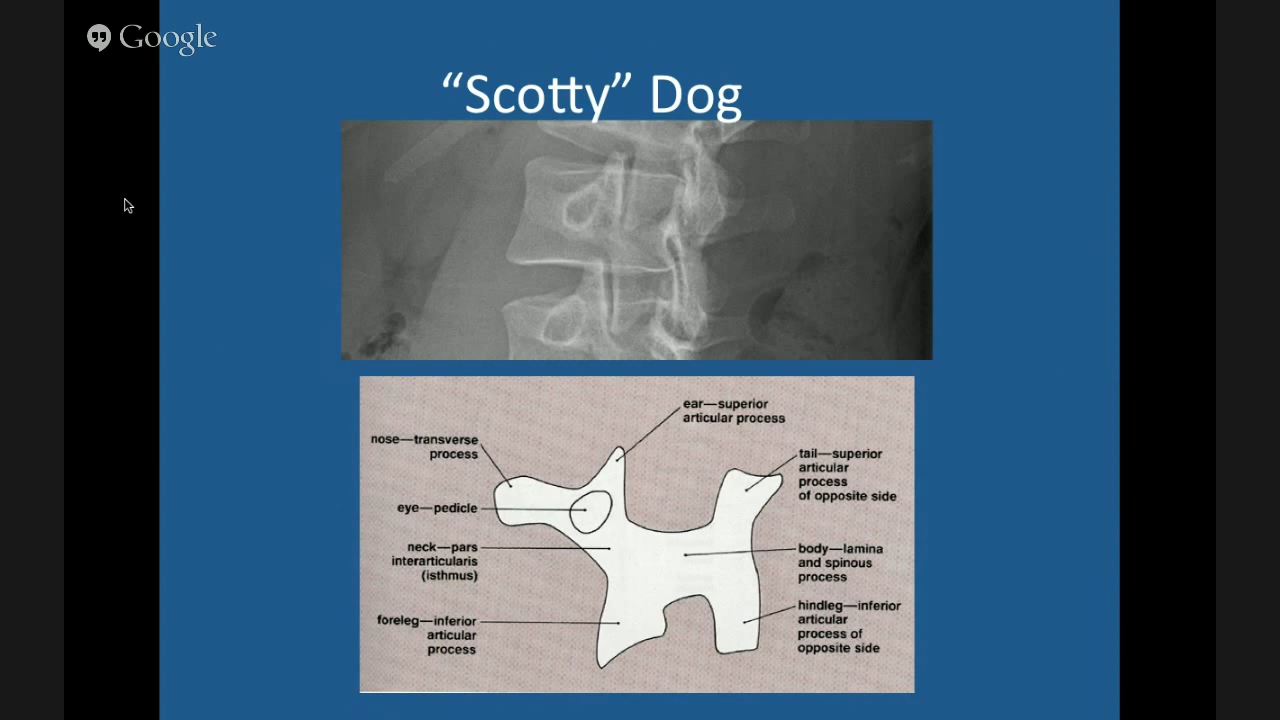 Google
“Scotty” Dog
ear—superior
articular process
nose—transverse
process
tail—superior
articular
process
of opposite side
eye—pedicle
neck—pars
interarticularis
(isthmus)
body—lamina
and spinous
process
foreleg—inferior
articular
process
hindleg—inferior
articular
process of
opposite side